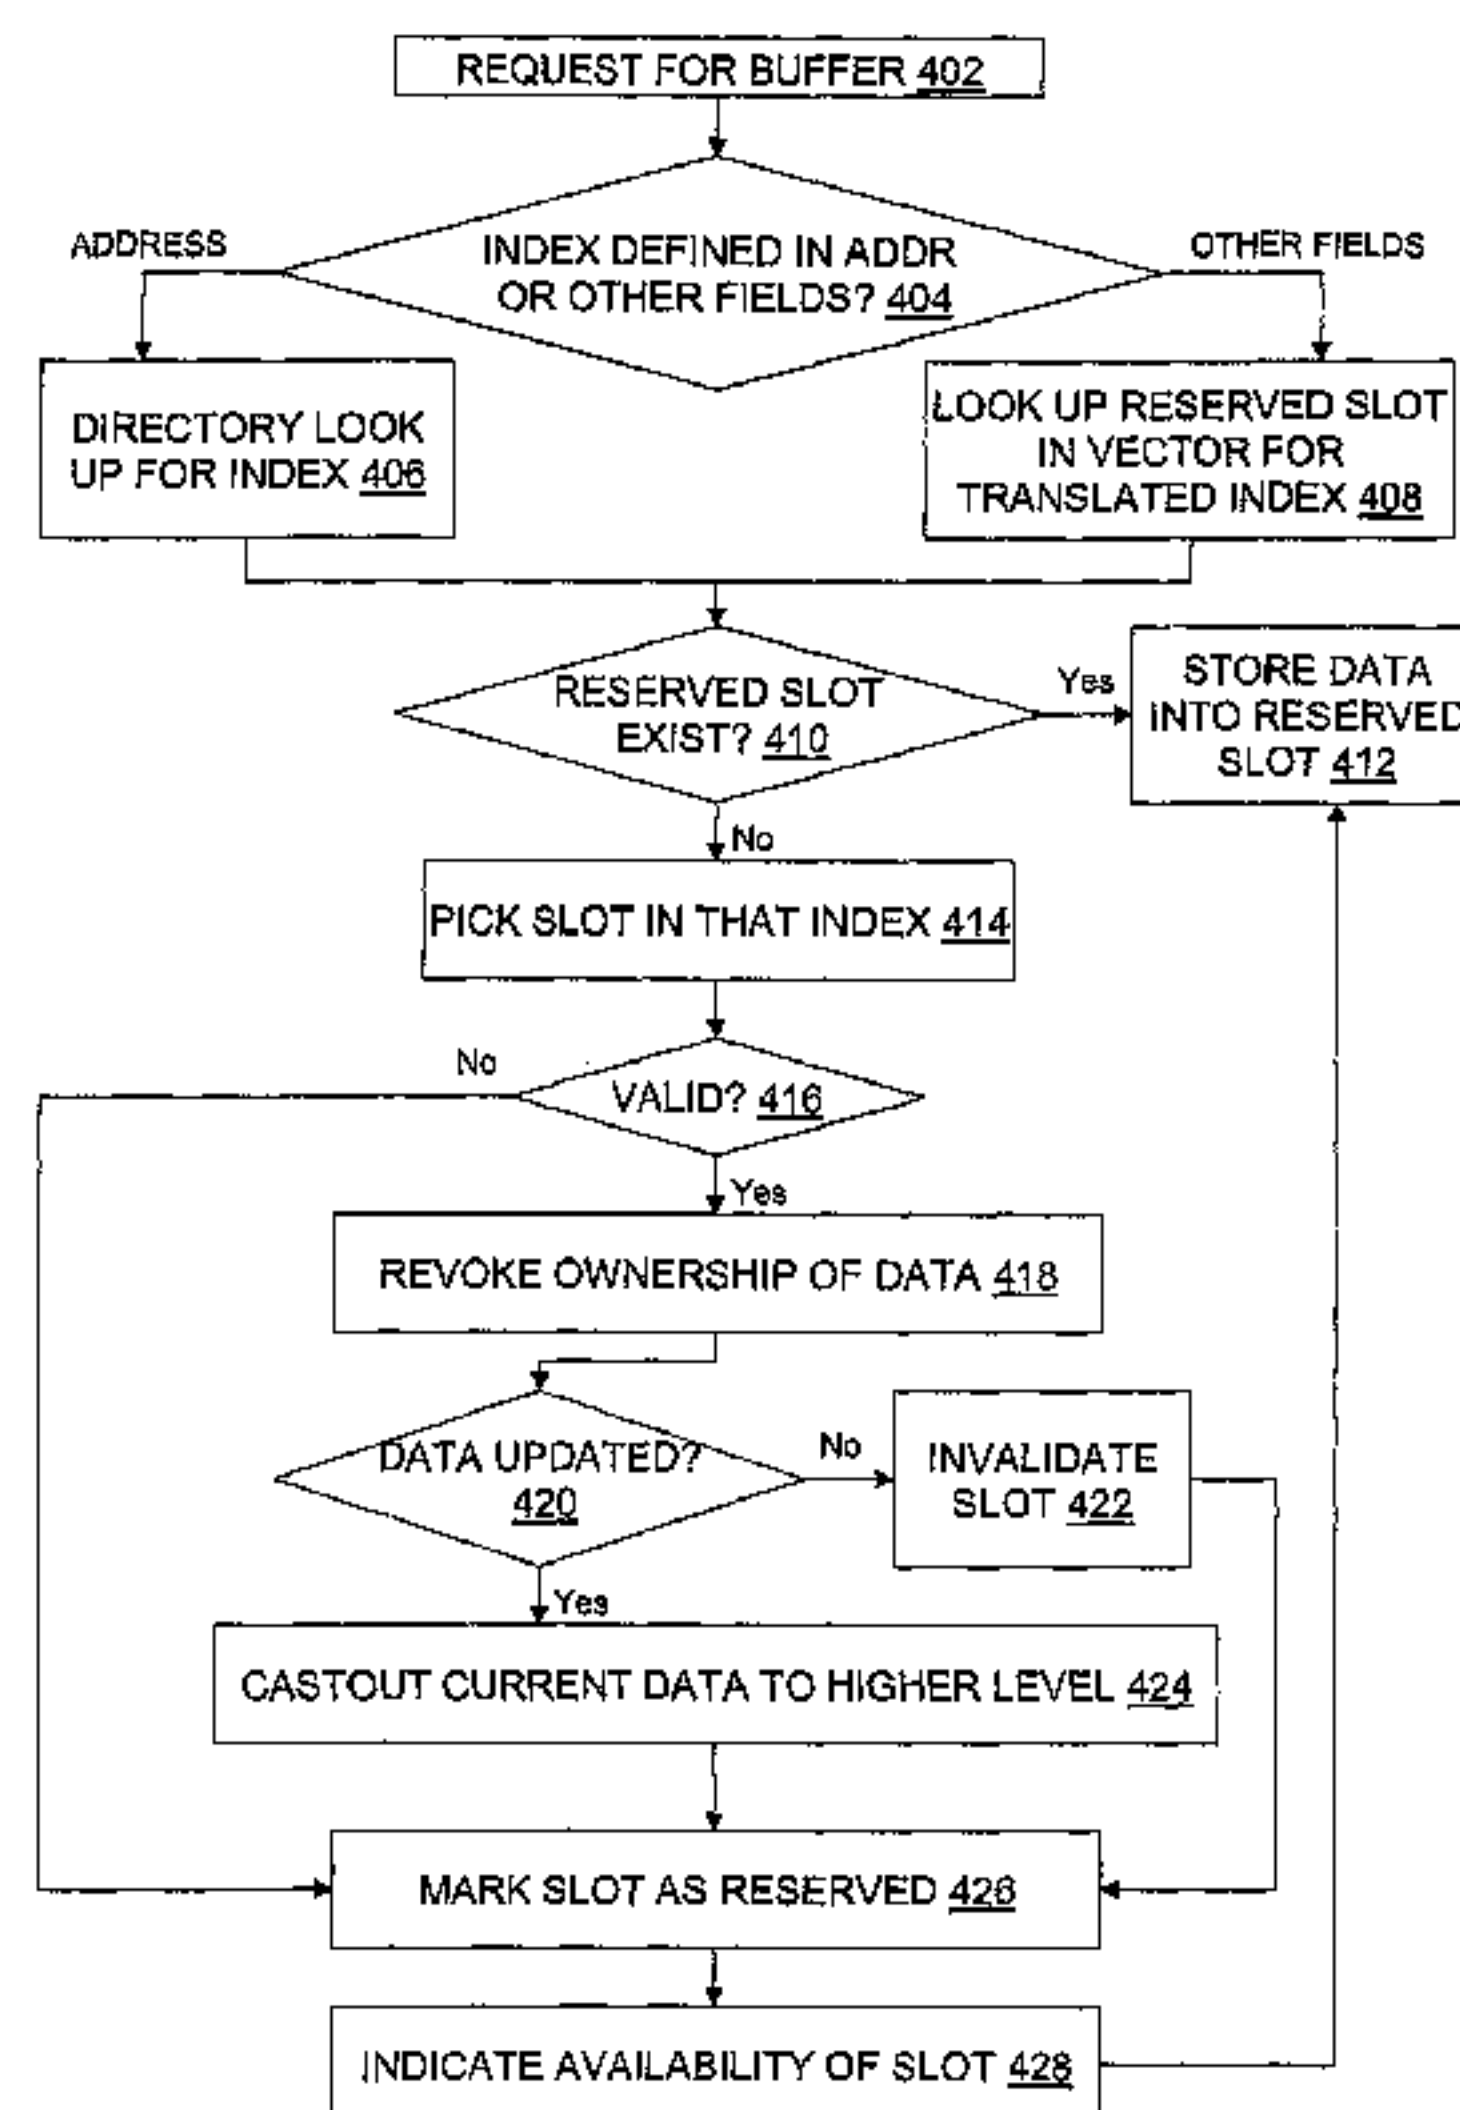 REQUEST FOR BUFFER 402
INDEX DEFINED IN ADDR
OR OTHER FIELDS? 404
ADDRESS
OTHER FIELDS
DIRECTORY LOOK
UP FOR INDEX 406
LOOK UP RESERVED SLOT
IN VECTOR FOR
TRANSLATED INDEX 408
RESERVED SLOT
EXIST? 410
Yes
STORE DATA
INTO RESERVED
SLOT 412
No
PICK SLOT IN THAT INDEX 414
No
VALID? 416
Yes
REVOKE OWNERSHIP OF DATA 418
DATA UPDATED?
420
No
INVALIDATE
SLOT 422
Yes
CASTOUT CURRENT DATA TO HIGHER LEVEL 424
MARK SLOT AS RESERVED 426
INDICATE AVAILABILITY OF SLOT 428